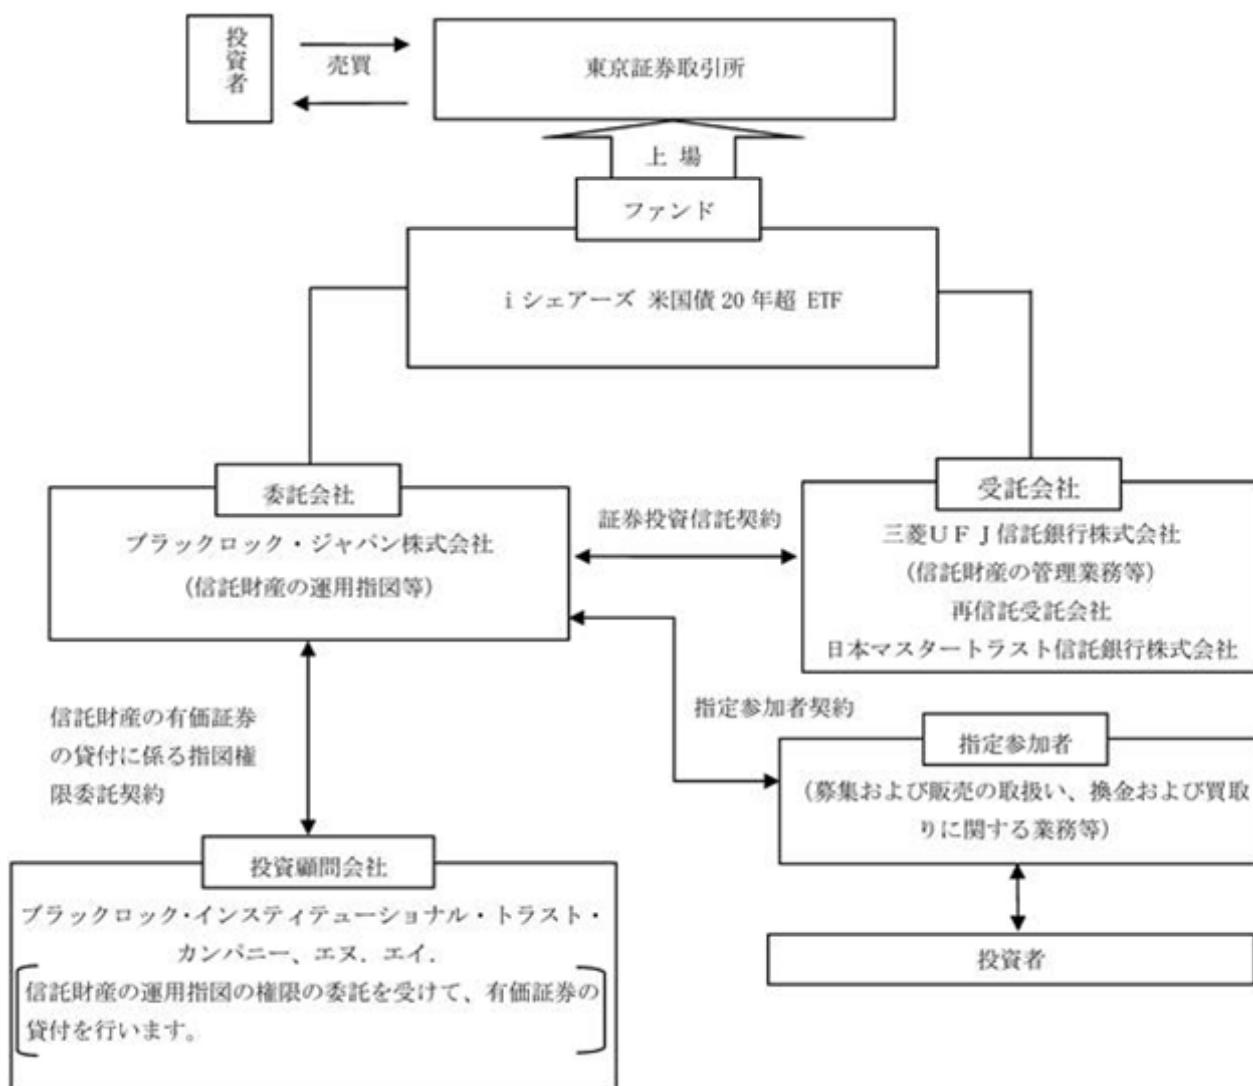 投資者
売買
東京証券取引所
上 場
ファンド
i シェアーズ 米国債 20 年超 ETF
委託会社
ブラックロック・ジャパン株式会社
(信託財産の運用指図等)
証券投資信託契約
受託会社
三菱UFJ信託銀行株式会社
(信託財産の管理業務等)
再信託受託会社
日本マスタートラスト信託銀行株式会社
信託財産の有価証券
の貸付に係る指図権
限委託契約
指定参加者契約
指定参加者
(募集および販売の取扱い、換金および買取
りに関する業務等)
投資顧問会社
ブラックロック・インスティテューショナル・トラスト・
カンパニー、エヌ．エイ．
信託財産の運用指図の権限の委託を受けて、有価証券の
貸付を行います。
投資者